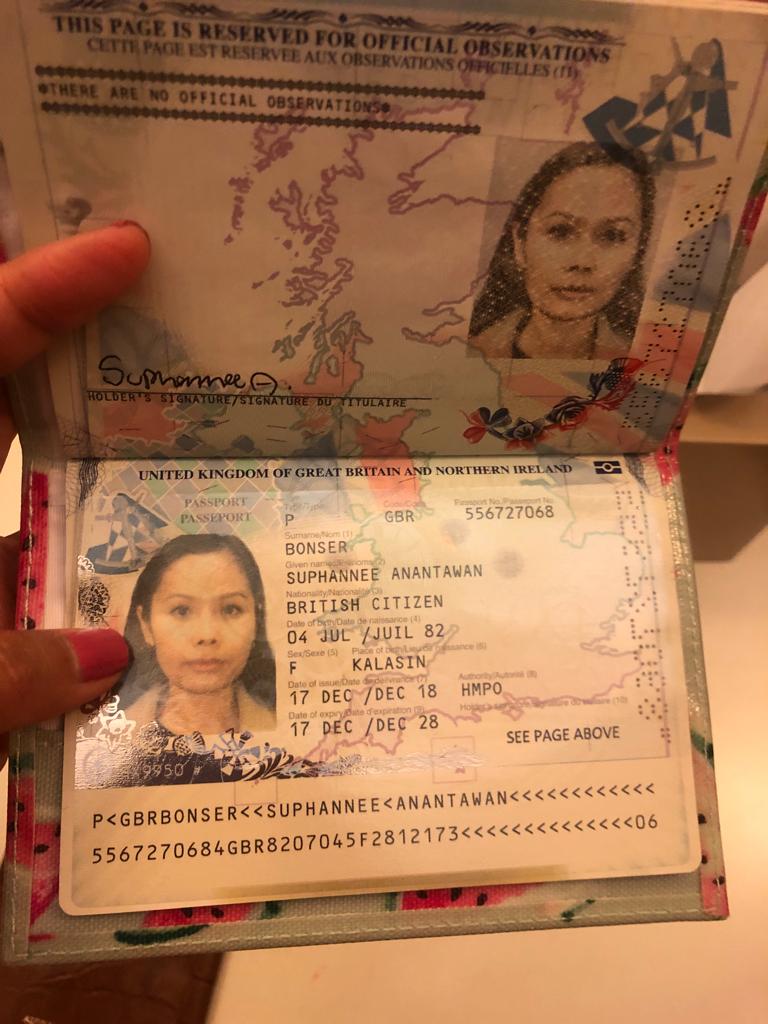 THIS PAGE IS RESERVED FOR OFFICIAL OBSERVATIONS
CETTE PAGE EST RESERVEE AUX OBSERVATIONS OFFICIELLES (11)
*THERE ARE NO OFFICIAL OBSERVATIONS*
Suphannee A.
HOLDER'S SIGNATURE/SIGNATURE DU TITULAIRE
UNITED KINGDOM OF GREAT BRITAIN AND NORTHERN IRELAND
PASSPORT
PASSEPORT
Type/Type Code/Code Passport No./Passeport No.
P GBR 556727068
Surname/Nom (1)
BONSER
Given names/Prénoms (2)
SUPHANNEE ANANTAWAN
Nationality/Nationalité (3)
BRITISH CITIZEN
Date of birth/Date de naissance (4)
04 JUL /JUIL 82
Sex/Sexe (5) Place of birth/Lieu de naissance (6)
F KALASIN
Date of issue/Date de délivrance (7) Authority/Autorité (8)
17 DEC /DEC 18 HMPO
Date of expiry/Date d'expiration (9) Holder's signature/Signature du titulaire (10)
17 DEC /DEC 28
SEE PAGE ABOVE
P<GBRBONSER<<SUPHANNEE<ANANTAWAN<<<<<<<<<<<<
5567270684GBR8207045F2812173<<<<<<<<<<<<<<06